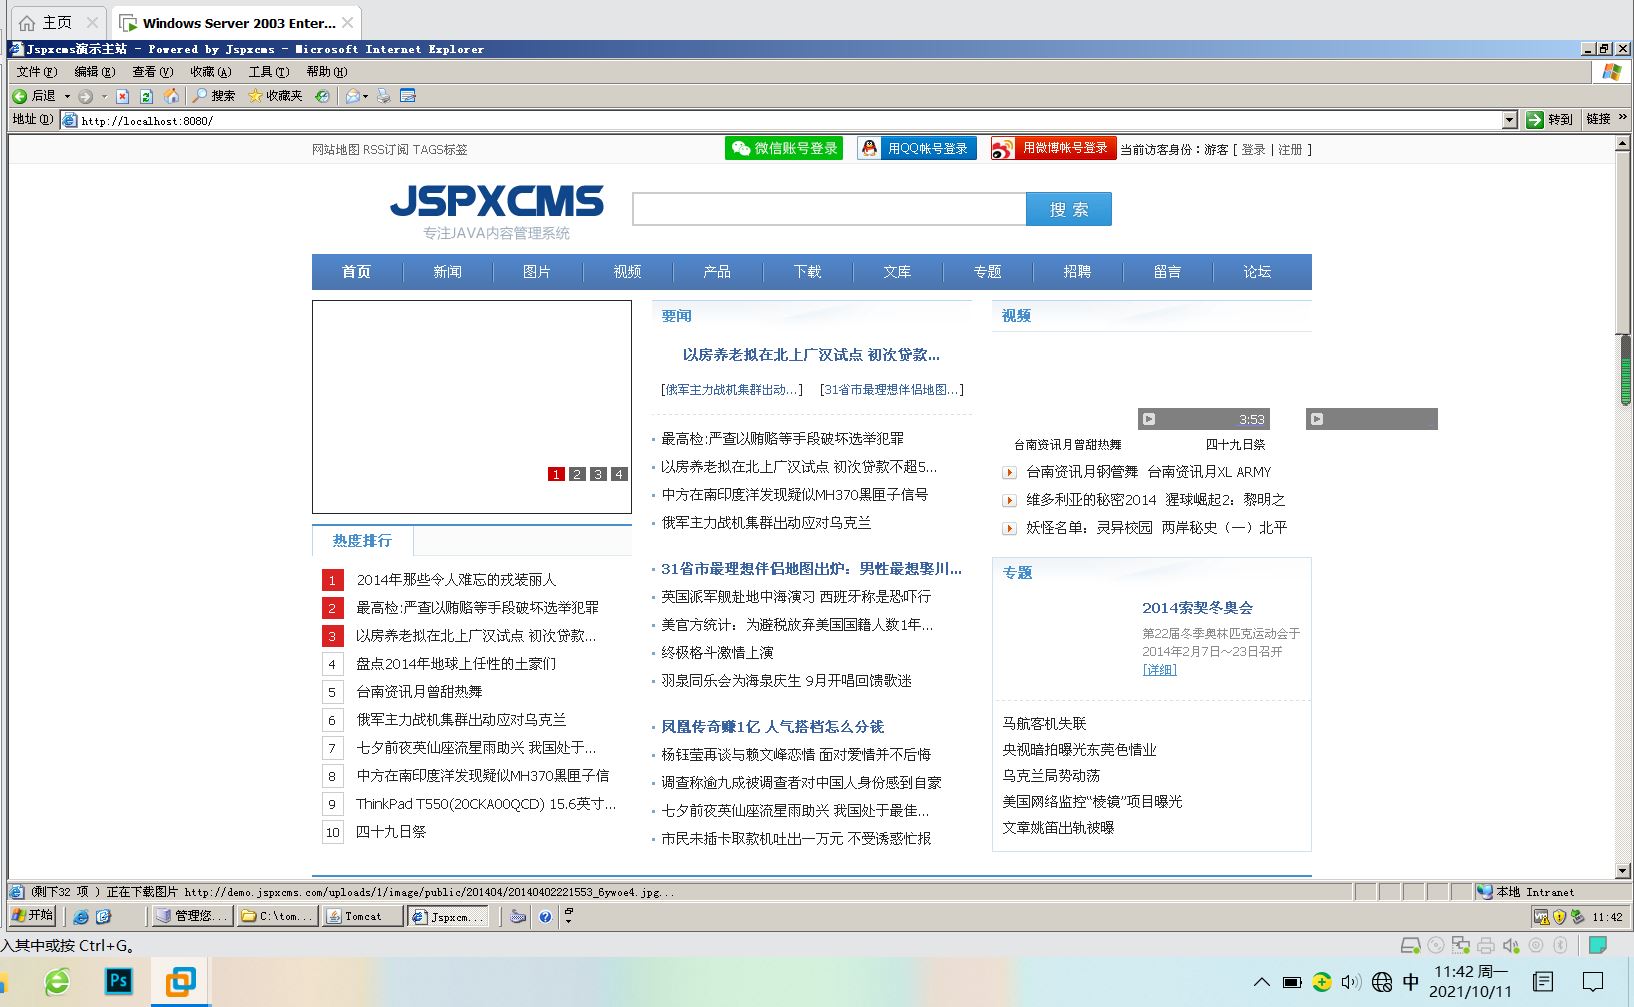 主页
Windows Server 2003 Enter...
Jspxcms演示主站 - Powered by Jspxcms - Microsoft Internet Explorer
文件(F) 编辑(E) 查看(V) 收藏(A) 工具(T) 帮助(H)
后退 搜索 收藏夹
地址(D) http://localhost:8080/ 转到 链接 »
网站地图 RSS订阅 TAGS标签
微信账号登录 用QQ帐号登录 用微博帐号登录 当前访客身份：游客 [ 登录 | 注册 ]
JSPXCMS
专注JAVA内容管理系统
搜 索
首页 新闻 图片 视频 产品 下载 文库 专题 招聘 留言 论坛
1 2 3 4
热度排行
1 2014年那些令人难忘的戎装丽人
2 最高检:严查以贿赂等手段破坏选举犯罪
3 以房养老拟在北上广汉试点 初次贷款...
4 盘点2014年地球上任性的土豪们
5 台南资讯月曾甜热舞
6 俄军主力战机集群出动应对乌克兰
7 七夕前夜英仙座流星雨助兴 我国处于...
8 中方在南印度洋发现疑似MH370黑匣子信
9 ThinkPad T550(20CKA00QCD) 15.6英寸...
10 四十九日祭
要闻
以房养老拟在北上广汉试点 初次贷款...
[俄军主力战机集群出动...] [31省市最理想伴侣地图...]
最高检:严查以贿赂等手段破坏选举犯罪
以房养老拟在北上广汉试点 初次贷款不超5...
中方在南印度洋发现疑似MH370黑匣子信号
俄军主力战机集群出动应对乌克兰
31省市最理想伴侣地图出炉：男性最想娶川...
英国派军舰赴地中海演习 西班牙称是恐吓行
美官方统计：为避税放弃美国国籍人数1年...
终极格斗激情上演
羽泉同乐会为海泉庆生 9月开唱回馈歌迷
凤凰传奇赚1亿 人气搭档怎么分钱
杨钰莹再谈与赖文峰恋情 面对爱情并不后悔
调查称逾九成被调查者对中国人身份感到自豪
七夕前夜英仙座流星雨助兴 我国处于最佳...
市民未插卡取款机吐出一万元 不受诱惑忙报
视频
3:53
台南资讯月曾甜热舞 四十九日祭
台南资讯月钢管舞 台南资讯月XL ARMY
维多利亚的秘密2014 猩球崛起2：黎明之
妖怪名单：灵异校园 两岸秘史（一）北平
专题
2014索契冬奥会
第22届冬季奥林匹克运动会于
2014年2月7日～23日召开
[详细]
马航客机失联
央视暗拍曝光东莞色情业
乌克兰局势动荡
美国网络监控“棱镜”项目曝光
文章姚笛出轨被曝
(剩下32 项 ) 正在下载图片 http://demo.jspxcms.com/uploads/1/image/public/201404/20140402221553_6ywoe4.jpg...
本地 Intranet
开始 管理您... C:\tom... Tomcat Jspxcm... 11:42
入其中或按 Ctrl+G。
Ps
中 11:42 周一
2021/10/11